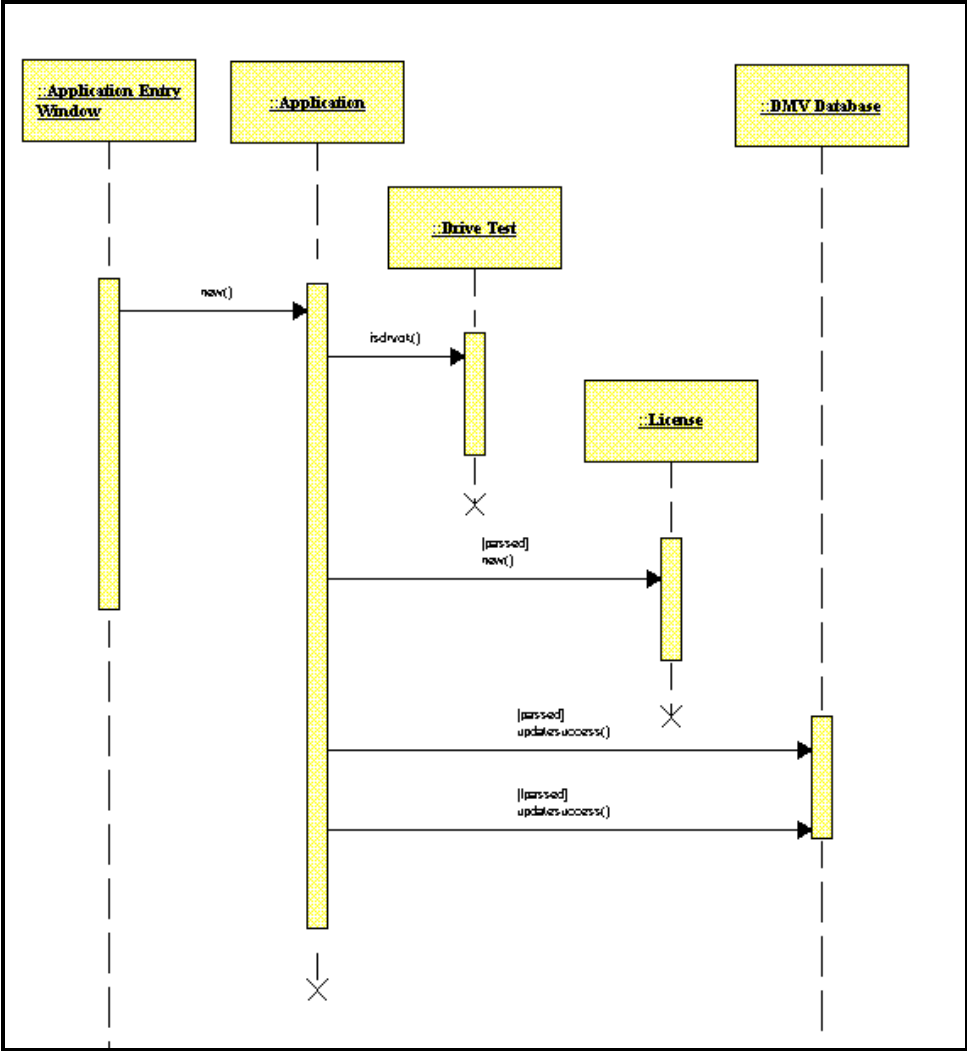 ::Application Entry
Window
::Application
::DMV Database
::Drive Test
new()
isdrvok()
::License
[passed]
new()
[passed]
updatesuccess()
[!passed]
updatesuccess()